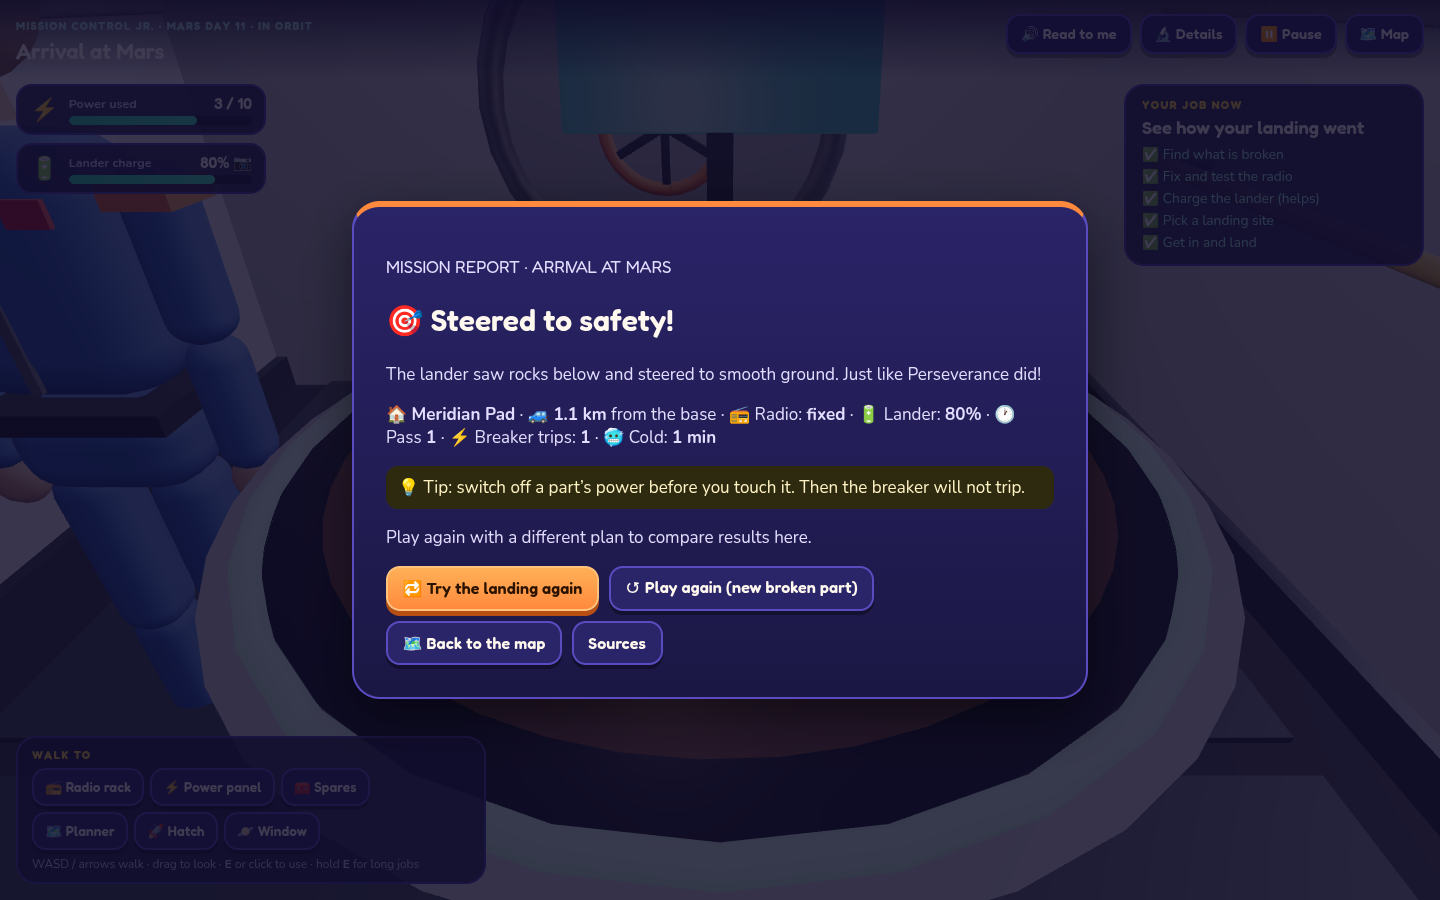 MISSION CONTROL JR. · MARS DAY 11 · IN ORBIT
Arrival at Mars
🔊 Read to me
🔬 Details
⏸️ Pause
🗺️ Map
⚡ Power used 3 / 10
🔋 Lander charge 80%
YOUR JOB NOW
See how your landing went
✅ Find what is broken
✅ Fix and test the radio
✅ Charge the lander (helps)
✅ Pick a landing site
✅ Get in and land
MISSION REPORT · ARRIVAL AT MARS
🎯 Steered to safety!
The lander saw rocks below and steered to smooth ground. Just like Perseverance did!
🏠 Meridian Pad · 🚙 1.1 km from the base · 📻 Radio: fixed · 🔋 Lander: 80% · 🕐
Pass 1 · ⚡ Breaker trips: 1 · 🥶 Cold: 1 min
💡 Tip: switch off a part’s power before you touch it. Then the breaker will not trip.
Play again with a different plan to compare results here.
🔁 Try the landing again
↺ Play again (new broken part)
🗺️ Back to the map
Sources
WALK TO
📻 Radio rack
⚡ Power panel
🧰 Spares
🗺️ Planner
🚀 Hatch
🪐 Window
WASD / arrows walk · drag to look · E or click to use · hold E for long jobs